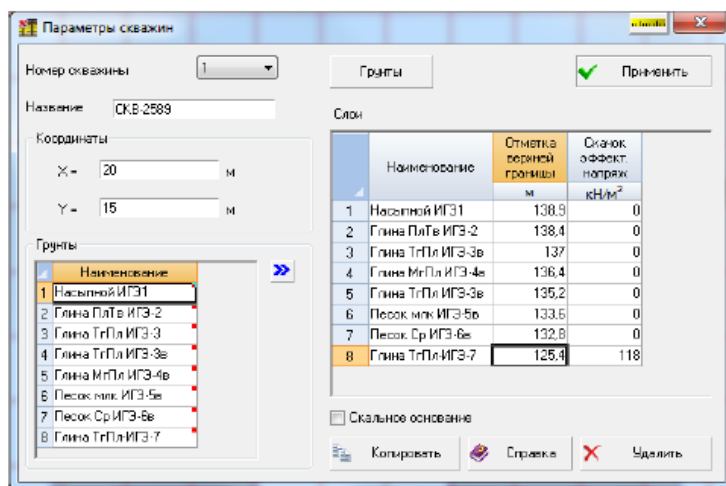 Параметры скважин
Номер скважины 1 Грунты Применить
Название СКВ-2589
Слои
Координаты
X = 20 м
Y = 15 м
Наименование Отметка верхней границы Скачок эффект. напряж
м кН/м²
1 Насыпной ИГЭ1 138,9 0
2 Глина ПлТв ИГЭ-2 138,4 0
3 Глина ТгПл ИГЭ-3в 137 0
4 Глина МгПл ИГЭ-4в 136,4 0
5 Глина ТгПл ИГЭ-3в 135,2 0
6 Песок млк ИГЭ-5в 133,6 0
7 Песок Ср ИГЭ-6в 132,8 0
8 Глина ТгПл-ИГЭ-7 125,4 118
Грунты
Наименование
1 Насыпной ИГЭ1
2 Глина ПлТв ИГЭ-2
3 Глина ТгПл ИГЭ-3
4 Глина ТгПл ИГЭ-3в
5 Глина МгПл ИГЭ-4в
6 Песок млк ИГЭ-5в
7 Песок Ср ИГЭ-6в
8 Глина ТгПл-ИГЭ-7
Скальное основание
Копировать Справка Удалить